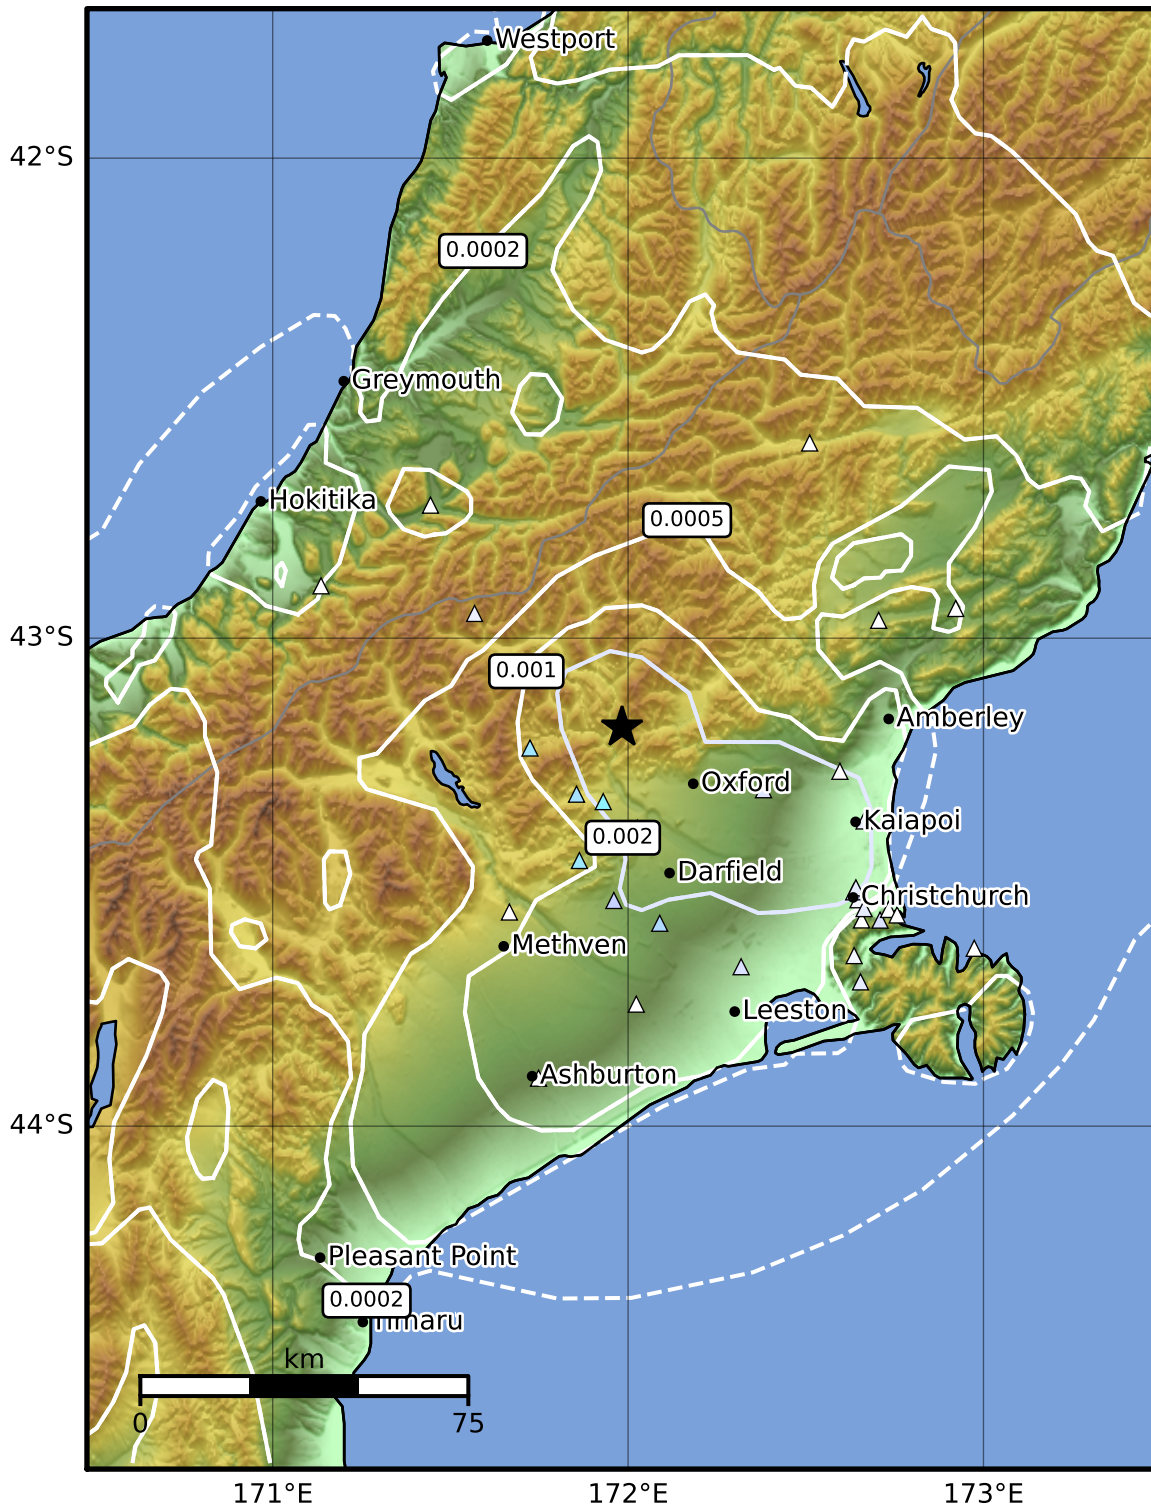 Westport
42°S
0.0002
Greymouth
Hokitika
0.0005
43°S
0.001
Amberley
Oxford
Kaiapoi
0.002
Darfield
Christchurch
Methven
Leeston
Ashburton
44°S
Pleasant Point
0.0002
Timaru
km
0 75
171°E 172°E 173°E